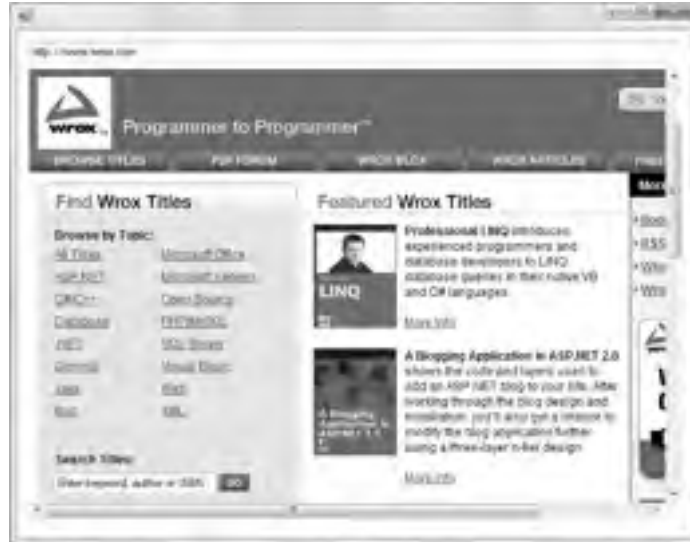 http://www.wrox.com
wrox
Programmer to Programmer™
BROWSE TITLES P2P FORUM WROX BLOX WROX ARTICLES
Find Wrox Titles
Browse by Topic:
All Titles Microsoft Office
ASP.NET
C#/C++ Open Source
Database PHP/MySQL
.NET SQL Server
General Visual Basic
Java Web
XML
Search Titles:
Enter keyword, author or ISBN GO
Featured Wrox Titles
LINQ
Professional LINQ introduces
experienced programmers and
database developers to LINQ
database queries in their native VB
and C# languages.
More Info
A Blogging Application in ASP.NET 2.0
shows the code and layers used to
add an ASP.NET blog to your site. After
working through the blog design and
installation, you'll also get a chance to
modify the blog application further
using a three-layer n-tier design.
More Info